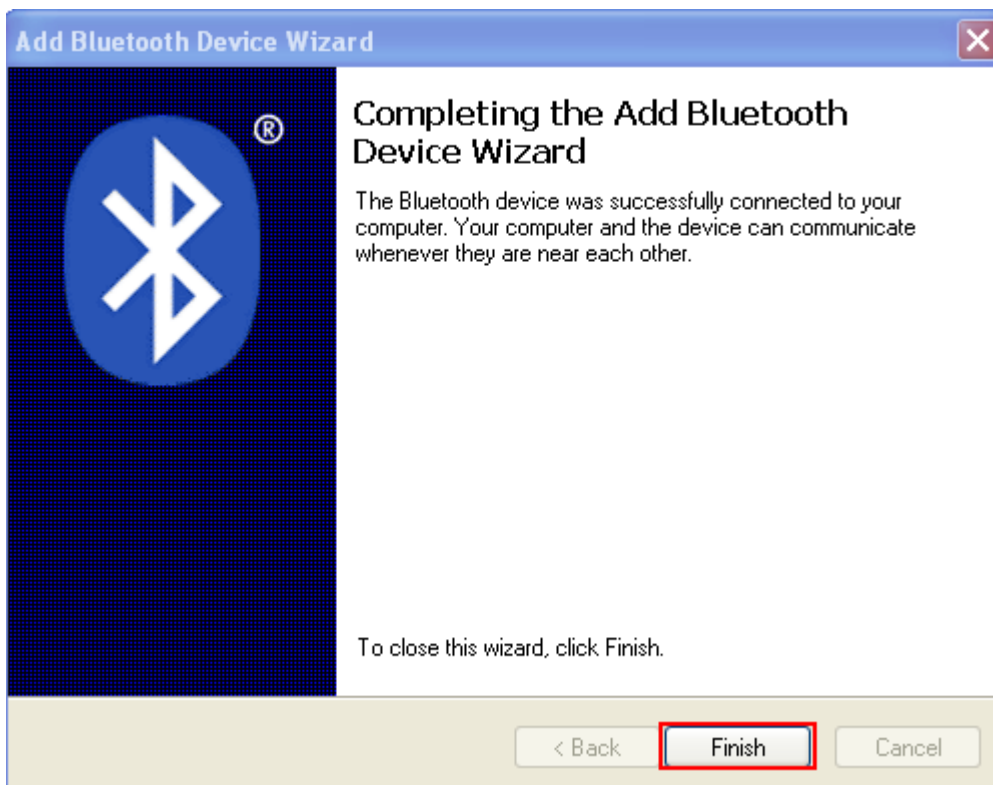 Add Bluetooth Device Wizard
®
Completing the Add Bluetooth
Device Wizard
The Bluetooth device was successfully connected to your
computer. Your computer and the device can communicate
whenever they are near each other.
To close this wizard, click Finish.
< Back Finish Cancel